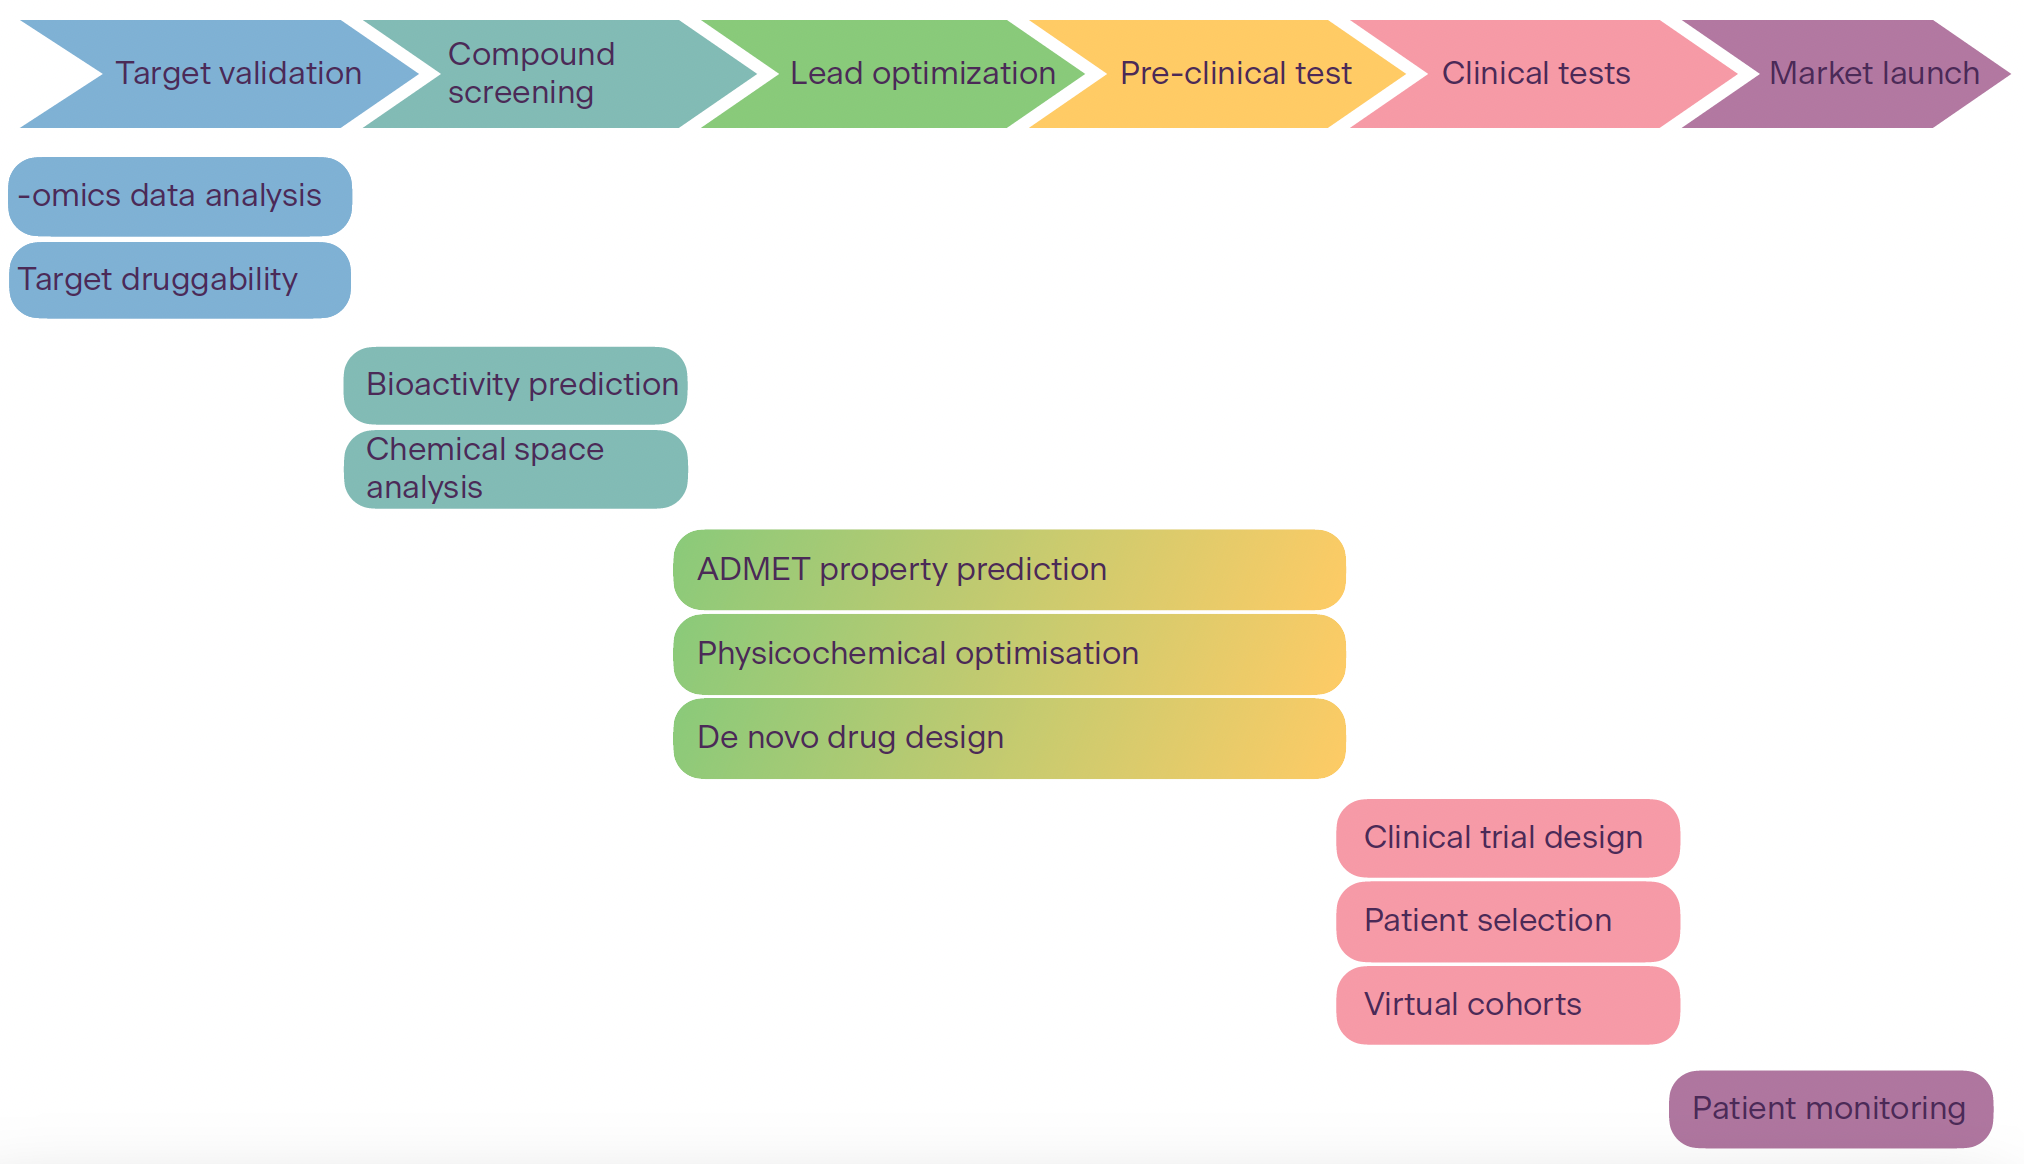 Target validation
Compound
screening
Lead optimization
Pre-clinical test
Clinical tests
Market launch
-omics data analysis
Target druggability
Bioactivity prediction
Chemical space
analysis
ADMET property prediction
Physicochemical optimisation
De novo drug design
Clinical trial design
Patient selection
Virtual cohorts
Patient monitoring